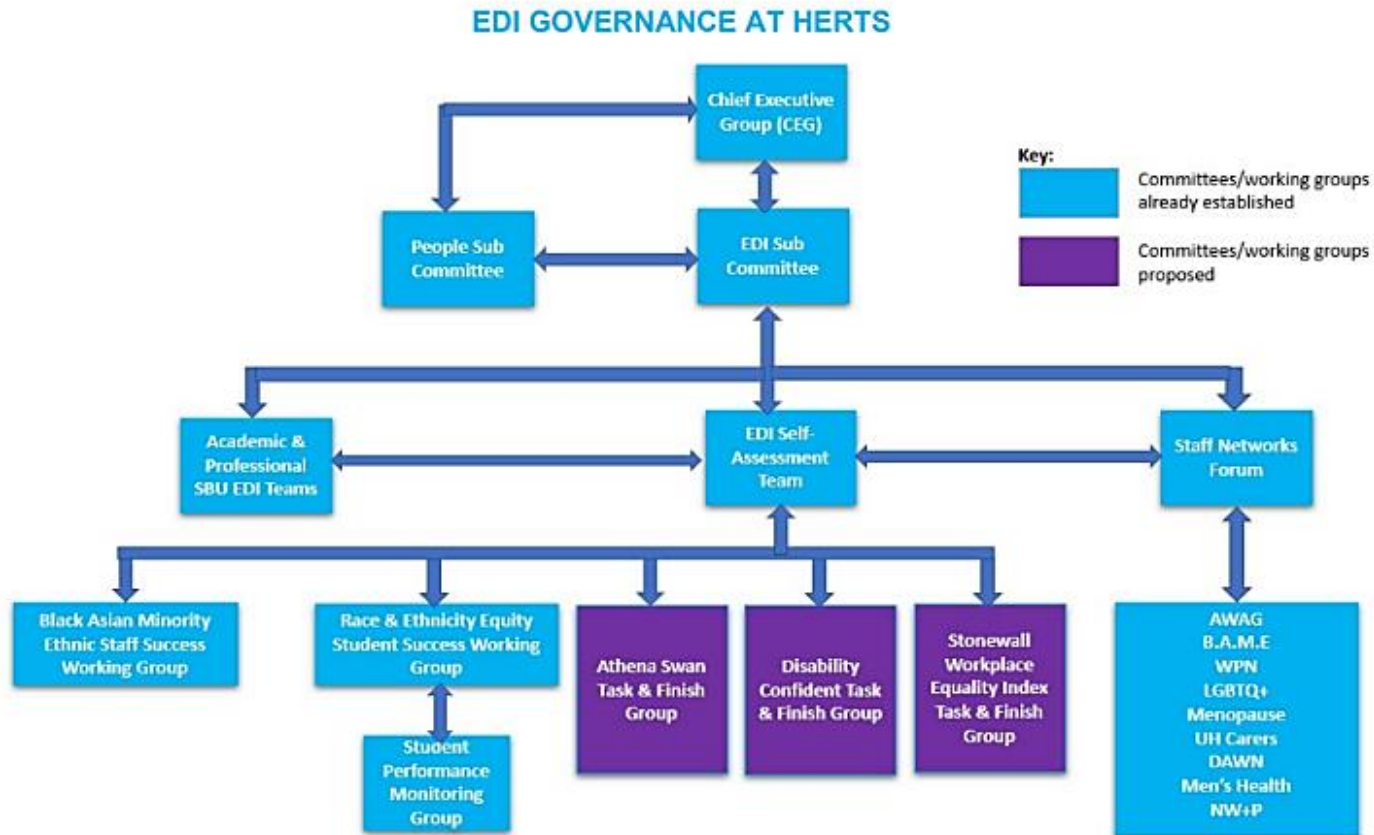 EDI GOVERNANCE AT HERTS
Chief Executive
Group (CEG)
Key:
Committees/working groups
already established
Committees/working groups
proposed
People Sub
Committee
EDI Sub
Committee
Academic &
Professional
SBU EDI Teams
EDI Self-
Assessment
Team
Staff Networks
Forum
Black Asian Minority
Ethnic Staff Success
Working Group
Race & Ethnicity Equity
Student Success Working
Group
Athena Swan
Task & Finish
Group
Disability
Confident Task
& Finish Group
Stonewall
Workplace
Equality Index
Task & Finish
Group
AWAG
B.A.M.E
WPN
LGBTQ+
Menopause
UH Carers
DAWN
Men's Health
NW+P
Student
Performance
Monitoring
Group